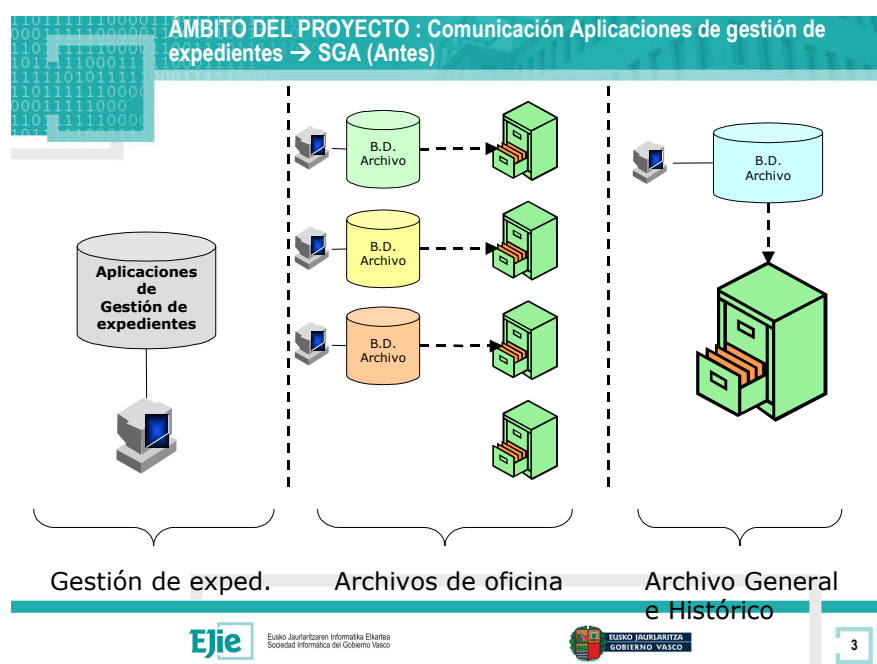 ÁMBITO DEL PROYECTO : Comunicación Aplicaciones de gestión de
expedientes → SGA (Antes)
B.D.
Archivo
B.D.
Archivo
B.D.
Archivo
B.D.
Archivo
Aplicaciones
de
Gestión de
expedientes
Gestión de exped.
Archivos de oficina
Archivo General
e Histórico
EJie
Eusko Jaurlaritzaren Informatika Elkartea
Sociedad Informática del Gobierno Vasco
EUSKO JAURLARITZA
GOBIERNO VASCO
3